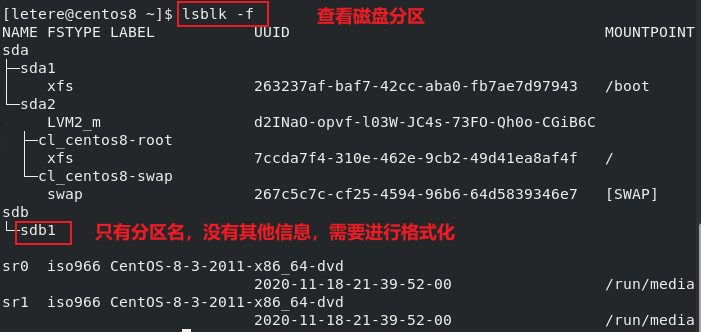 [letere@centos8 ~]$ lsblk -f 查看磁盘分区
NAME FSTYPE LABEL UUID MOUNTPOINT
sda
├─sda1
│ xfs 263237af-baf7-42cc-aba0-fb7ae7d97943 /boot
└─sda2
LVM2_m d2INaO-opvf-l03W-JC4s-73FO-Qh0o-CGiB6C
├─cl_centos8-root
│ xfs 7ccda7f4-310e-462e-9cb2-49d41ea8af4f /
└─cl_centos8-swap
swap 267c5c7c-cf25-4594-96b6-64d5839346e7 [SWAP]
sdb
└─sdb1 只有分区名，没有其他信息，需要进行格式化
sr0 iso966 CentOS-8-3-2011-x86_64-dvd
2020-11-18-21-39-52-00 /run/media
sr1 iso966 CentOS-8-3-2011-x86_64-dvd
2020-11-18-21-39-52-00 /run/media